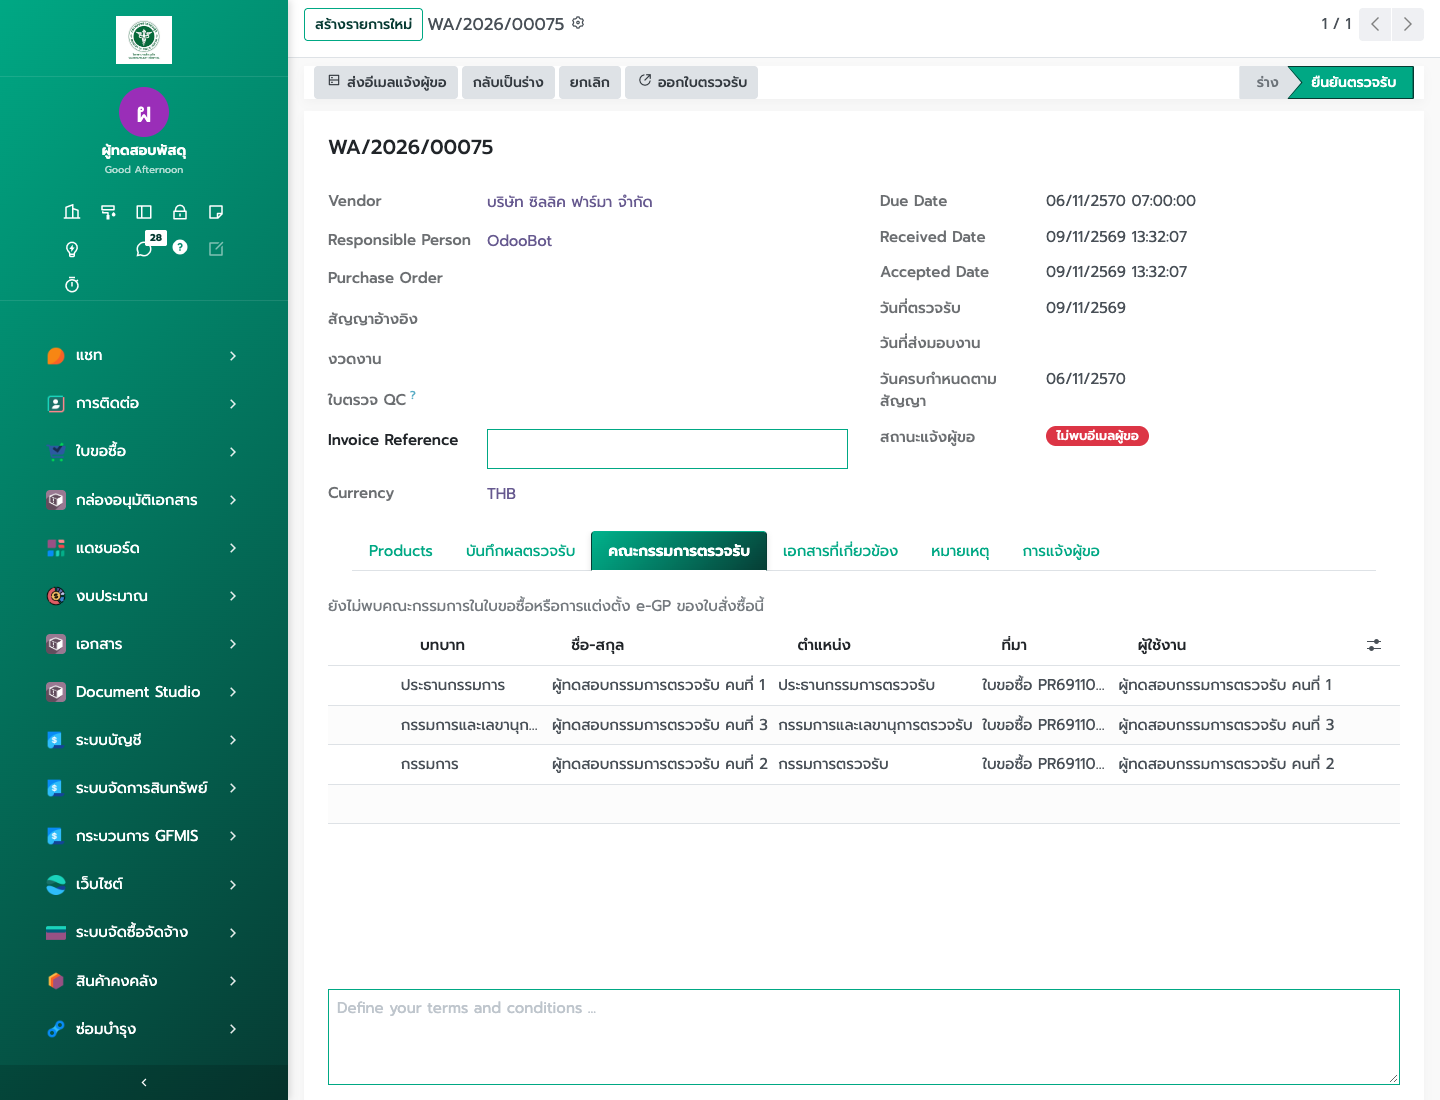 สร้างรายการใหม่ WA/2026/00075 1 / 1
ส่งอีเมลแจ้งผู้ขอ กลับเป็นร่าง ยกเลิก ออกใบตรวจรับ ร่าง ยืนยันตรวจรับ
ผ
ผู้ทดสอบพัสดุ
Good Afternoon
28
?
แชท
การติดต่อ
ใบขอซื้อ
กล่องอนุมัติเอกสาร
แดชบอร์ด
งบประมาณ
เอกสาร
Document Studio
ระบบบัญชี
ระบบจัดการสินทรัพย์
กระบวนการ GFMIS
เว็บไซต์
ระบบจัดซื้อจัดจ้าง
สินค้าคงคลัง
ซ่อมบำรุง
WA/2026/00075
Vendor บริษัท ซิลลิค ฟาร์มา จำกัด
Responsible Person OdooBot
Purchase Order
สัญญาอ้างอิง
งวดงาน
ใบตรวจ QC ?
Invoice Reference
Currency THB
Due Date 06/11/2570 07:00:00
Received Date 09/11/2569 13:32:07
Accepted Date 09/11/2569 13:32:07
วันที่ตรวจรับ 09/11/2569
วันที่ส่งมอบงาน
วันครบกำหนดตาม 06/11/2570
สัญญา
สถานะแจ้งผู้ขอ ไม่พบอีเมลผู้ขอ
Products บันทึกผลตรวจรับ คณะกรรมการตรวจรับ เอกสารที่เกี่ยวข้อง หมายเหตุ การแจ้งผู้ขอ
ยังไม่พบคณะกรรมการในใบขอซื้อหรือการแต่งตั้ง e-GP ของใบสั่งซื้อนี้
บทบาท ชื่อ-สกุล ตำแหน่ง ที่มา ผู้ใช้งาน
ประธานกรรมการ ผู้ทดสอบกรรมการตรวจรับ คนที่ 1 ประธานกรรมการตรวจรับ ใบขอซื้อ PR69110... ผู้ทดสอบกรรมการตรวจรับ คนที่ 1
กรรมการและเลขานุก... ผู้ทดสอบกรรมการตรวจรับ คนที่ 3 กรรมการและเลขานุการตรวจรับ ใบขอซื้อ PR69110... ผู้ทดสอบกรรมการตรวจรับ คนที่ 3
กรรมการ ผู้ทดสอบกรรมการตรวจรับ คนที่ 2 กรรมการตรวจรับ ใบขอซื้อ PR69110... ผู้ทดสอบกรรมการตรวจรับ คนที่ 2
Define your terms and conditions ...